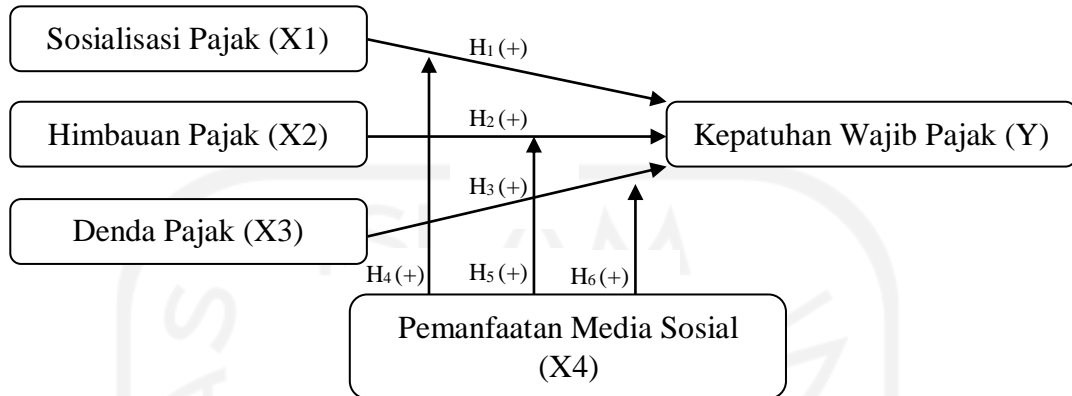 Sosialisasi Pajak (X1)
H₁ (+)
Himbauan Pajak (X2)
H₂ (+)
Kepatuhan Wajib Pajak (Y)
H₃ (+)
Denda Pajak (X3)
H₄ (+)
H₅ (+)
H₆ (+)
Pemanfaatan Media Sosial
(X4)